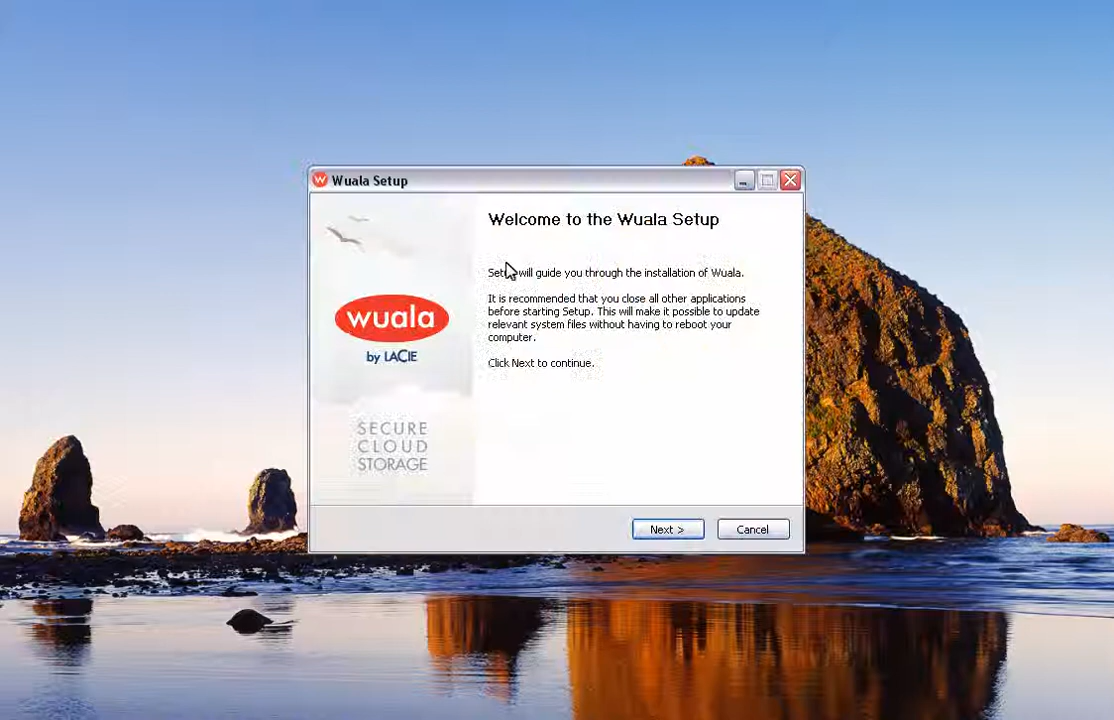 Wuala Setup
Welcome to the Wuala Setup
Setup will guide you through the installation of Wuala.
It is recommended that you close all other applications
before starting Setup. This will make it possible to update
relevant system files without having to reboot your
computer.
Click Next to continue.
wuala
by LACIE
SECURE
CLOUD
STORAGE
Next >
Cancel